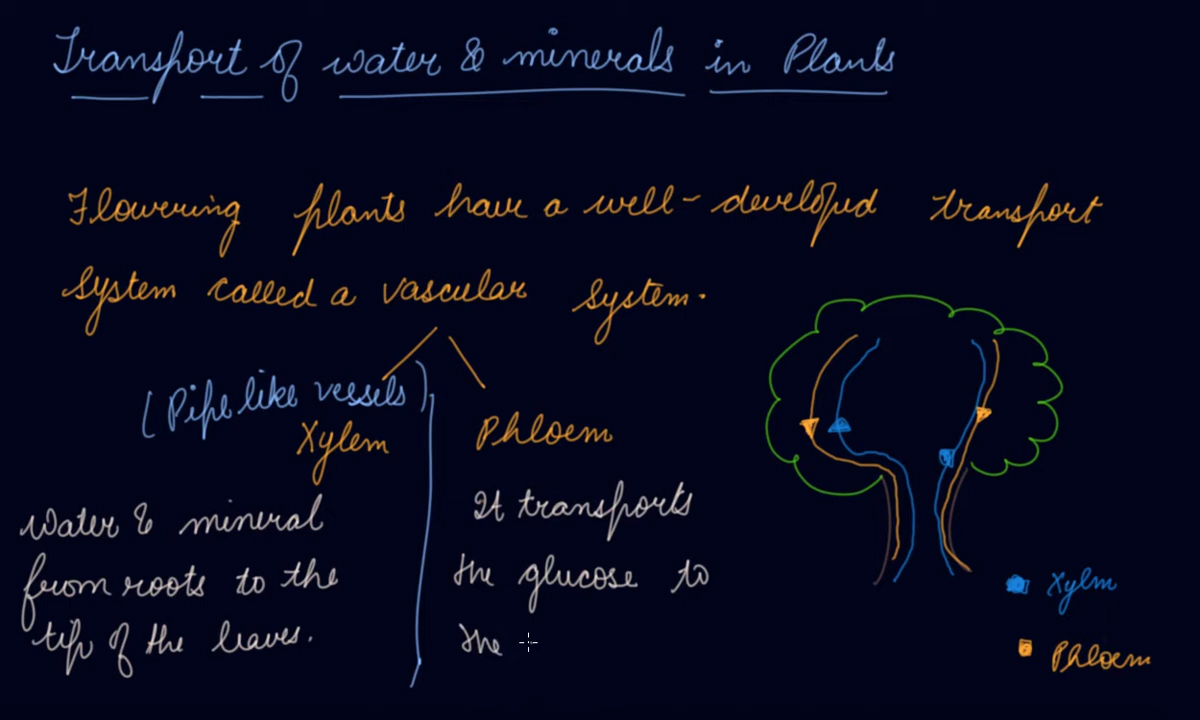 Transport of water & minerals in Plants
Flowering plants have a well-developed transport
system called a vascular system.
(Pipe like vessels)
Xylem
Phloem
Water & mineral
from roots to the
tip of the leaves.
It transports
the glucose to
the
Xylm
Phloem